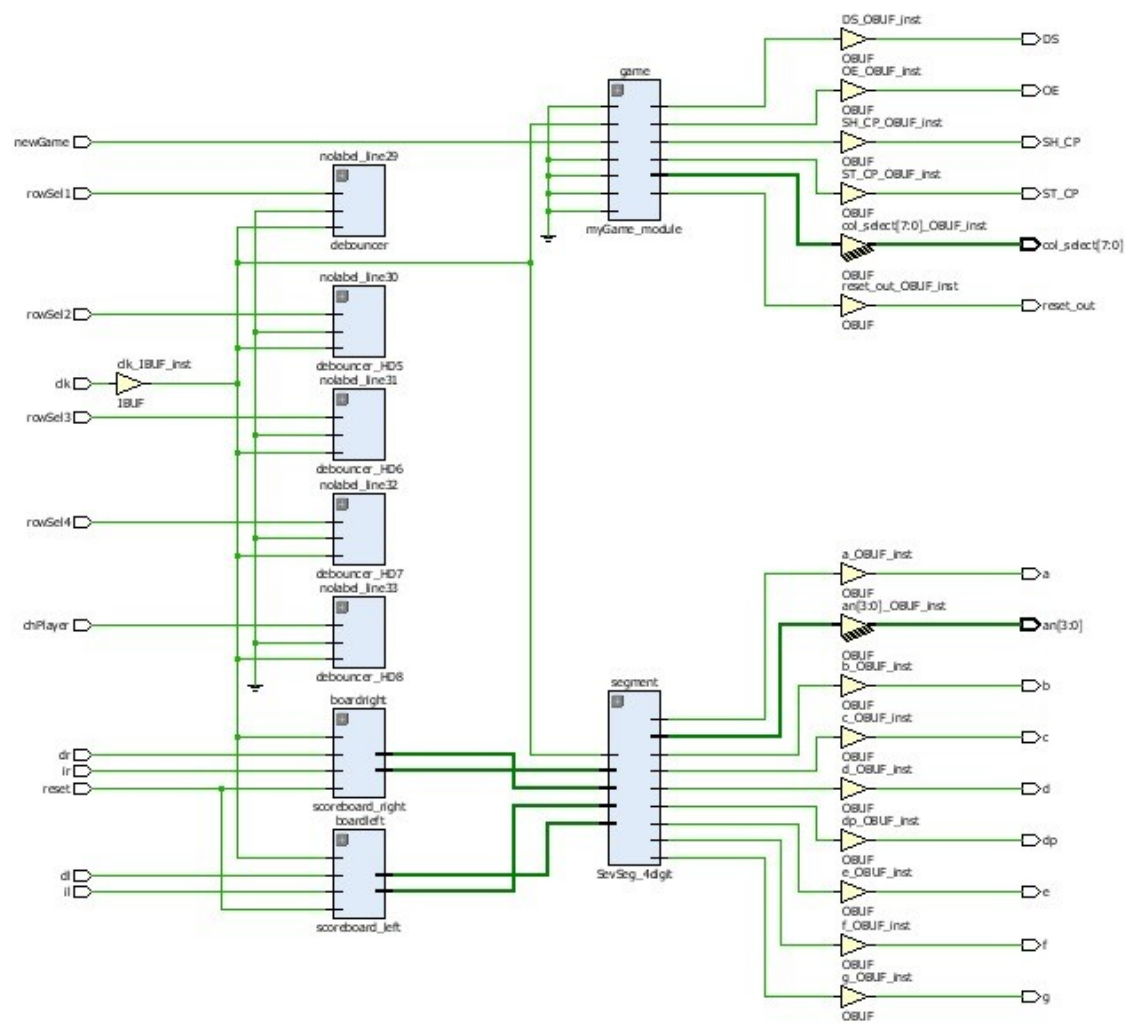 DS_OBUF_inst
DS
OBUF
OE_OBUF_inst
game
OE
OBUF
SH_CP_OBUF_inst
newGame
SH_CP
nolabel_line29
OBUF
ST_CP_OBUF_inst
rowSel1
ST_CP
OBUF
myGame_module
col_select[7:0]_OBUF_inst
debouncer
col_select[7:0]
nolabel_line30
OBUF
reset_out_OBUF_inst
rowSel2
reset_out
OBUF
debouncer_HD5
clk_IBUF_inst
nolabel_line31
clk
IBUF
rowSel3
debouncer_HD6
nolabel_line32
rowSel4
debouncer_HD7
nolabel_line33
a_OBUF_inst
a
OBUF
an[3:0]_OBUF_inst
chPlayer
an[3:0]
debouncer_HD8
OBUF
b_OBUF_inst
segment
b
boardright
OBUF
c_OBUF_inst
c
dr
ir
OBUF
d_OBUF_inst
reset
d
scoreboard_right
OBUF
boardleft
dp_OBUF_inst
dp
OBUF
dl
SevSeg_4digit
e_OBUF_inst
il
e
OBUF
scoreboard_left
f_OBUF_inst
f
OBUF
g_OBUF_inst
g
OBUF